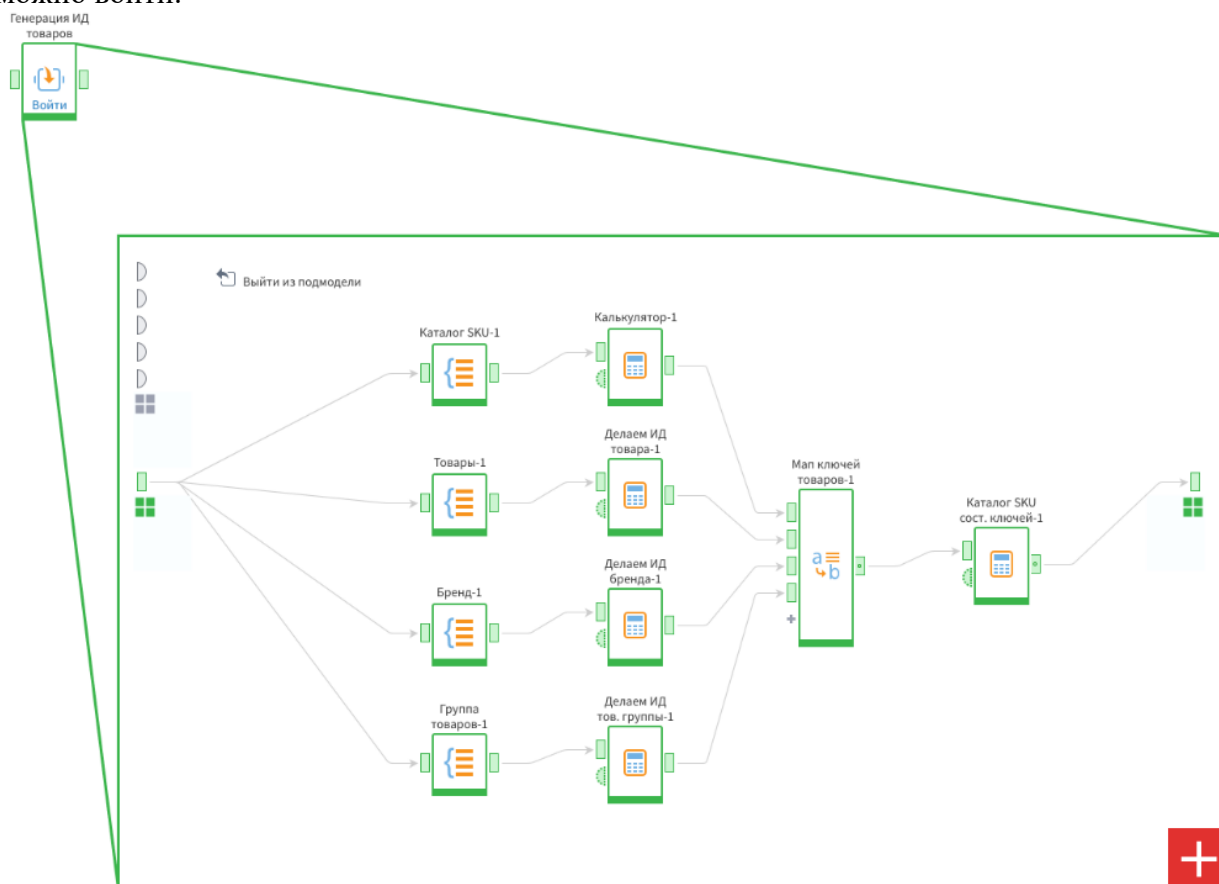 можно войти.
Генерация ИД
товаров
Войти
Выйти из подмодели
Каталог SKU-1
Калькулятор-1
Товары-1
Делаем ИД
товара-1
Мап ключей
товаров-1
Каталог SKU
сост. ключей-1
Бренд-1
Делаем ИД
бренда-1
Группа
товаров-1
Делаем ИД
тов. группы-1